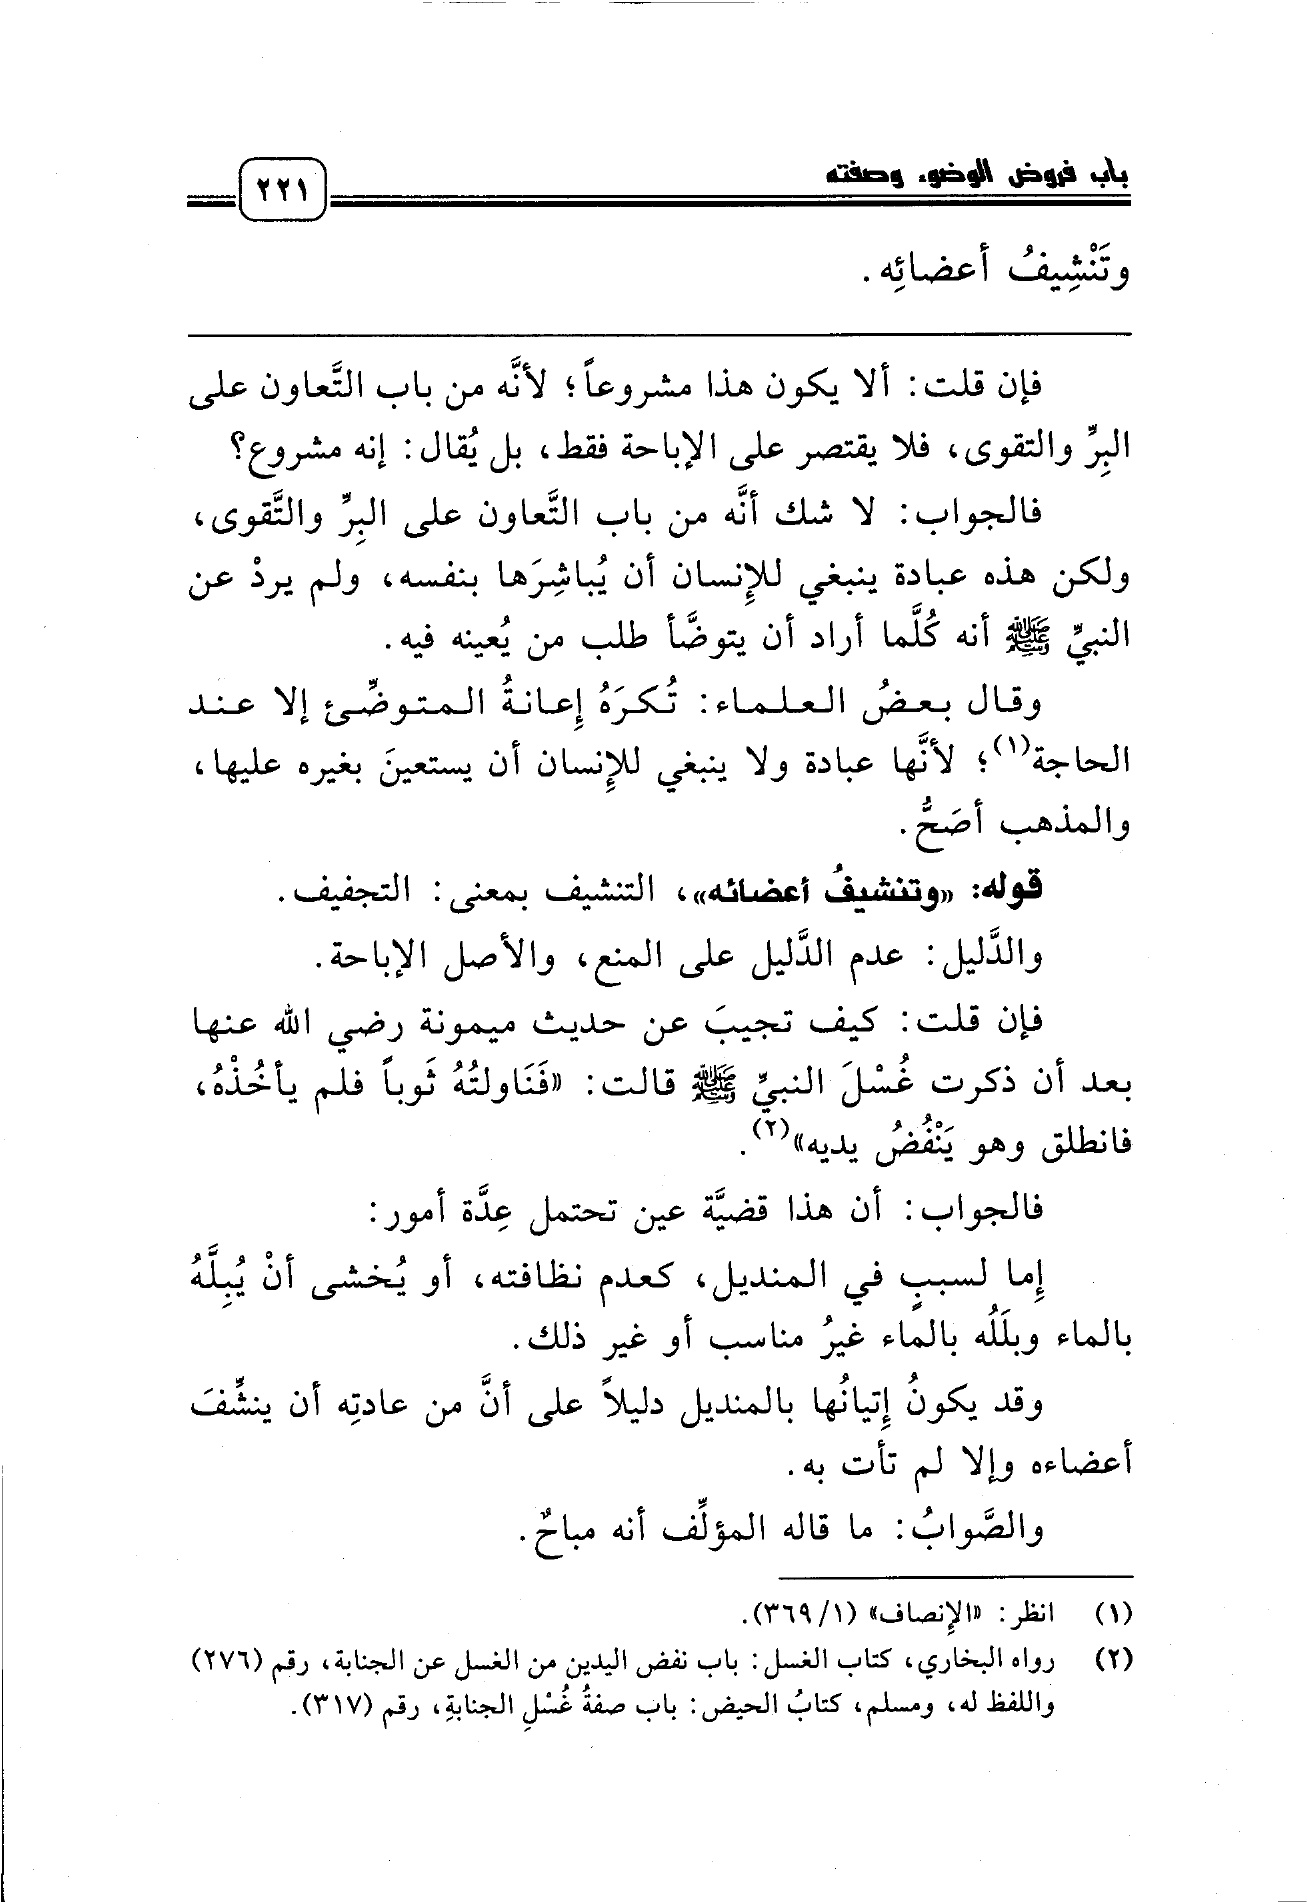 باب فروض الوضوء وصفته
٢٢١
وتَنْشِيفُ أعضائِه .
فإن قلت: ألا يكون هذا مشروعاً؛ لأنَّه من باب التَّعاون على
البِرِّ والتقوى، فلا يقتصر على الإباحة فقط، بل يُقال: إنه مشروع؟
فالجواب: لا شك أنَّه من باب التَّعاون على البِرِّ والتَّقوى،
ولكن هذه عبادة ينبغي للإنسان أن يُباشِرَها بنفسه، ولم يردْ عن
النبيِّ ﷺ أنه كُلَّما أراد أن يتوضَّأ طلب من يُعينه فيه.
وقال بعضُ العلماء: تُكرَهُ إعانةُ المتوضِّئ إلا عند
الحاجة(١)؛ لأنَّها عبادة ولا ينبغي للإنسان أن يستعينَ بغيره عليها،
والمذهب أصَحُّ.
قوله: «وتنشيفُ أعضائه»، التنشيف بمعنى: التجفيف.
والدَّليل: عدم الدَّليل على المنع، والأصل الإباحة.
فإن قلت: كيف تجيبَ عن حديث ميمونة رضي الله عنها
بعد أن ذكرت غُسْلَ النبيِّ ﷺ قالت: «فَنَاولتُهُ ثَوباً فلم يأخُذْهُ،
فانطلق وهو يَنْفُضُ يديه»(٢).
فالجواب: أن هذا قضيَّة عين تحتمل عِدَّة أمور:
إما لسببٍ في المنديل، كعدم نظافته، أو يُخشى أنْ يُبِلَّهُ
بالماء وبلَلُه بالماء غيرُ مناسب أو غير ذلك.
وقد يكونُ إتيانُها بالمنديل دليلاً على أنَّ من عادتِه أن ينشِّفَ
أعضاءه وإلا لم تأت به.
والصَّوابُ: ما قاله المؤلِّف أنه مباحٌ.
(١) انظر: «الإنصاف» (٣٦٩/١).
(٢) رواه البخاري، كتاب الغسل: باب نفض اليدين من الغسل عن الجنابة، رقم (٢٧٦)
واللفظ له، ومسلم، كتابُ الحيض: باب صفةُ غُسْلِ الجنابةِ، رقم (٣١٧).